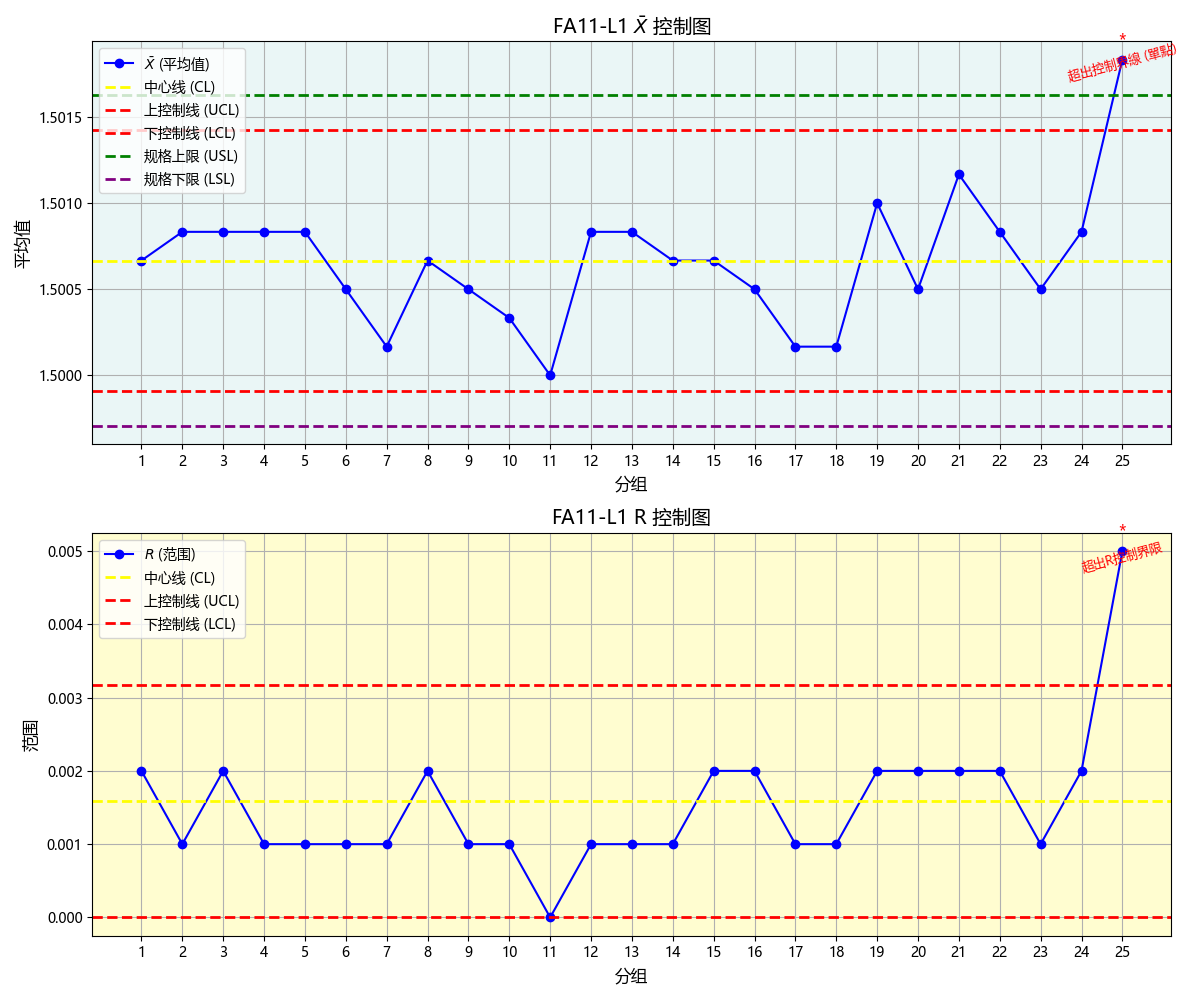 FA11-L1 X̄ 控制图
*
超出控制界線 (單點)
X̄ (平均值)
中心线 (CL)
上控制线 (UCL)
下控制线 (LCL)
规格上限 (USL)
规格下限 (LSL)
1.5015
1.5010
1.5005
1.5000
平均值
1 2 3 4 5 6 7 8 9 10 11 12 13 14 15 16 17 18 19 20 21 22 23 24 25
分组
FA11-L1 R 控制图
*
超出R控制界限
R (范围)
中心线 (CL)
上控制线 (UCL)
下控制线 (LCL)
0.005
0.004
0.003
0.002
0.001
0.000
范围
1 2 3 4 5 6 7 8 9 10 11 12 13 14 15 16 17 18 19 20 21 22 23 24 25
分组